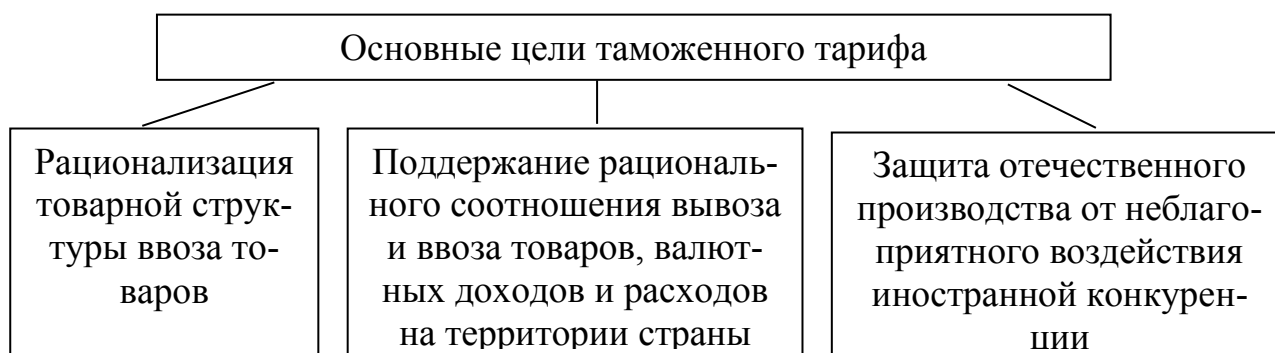 Основные цели таможенного тарифа
Рационализация
товарной струк-
туры ввоза то-
варов
Поддержание рациональ-
ного соотношения вывоза
и ввоза товаров, валют-
ных доходов и расходов
на территории страны
Защита отечественного
производства от неблаго-
приятного воздействия
иностранной конкурен-
ции